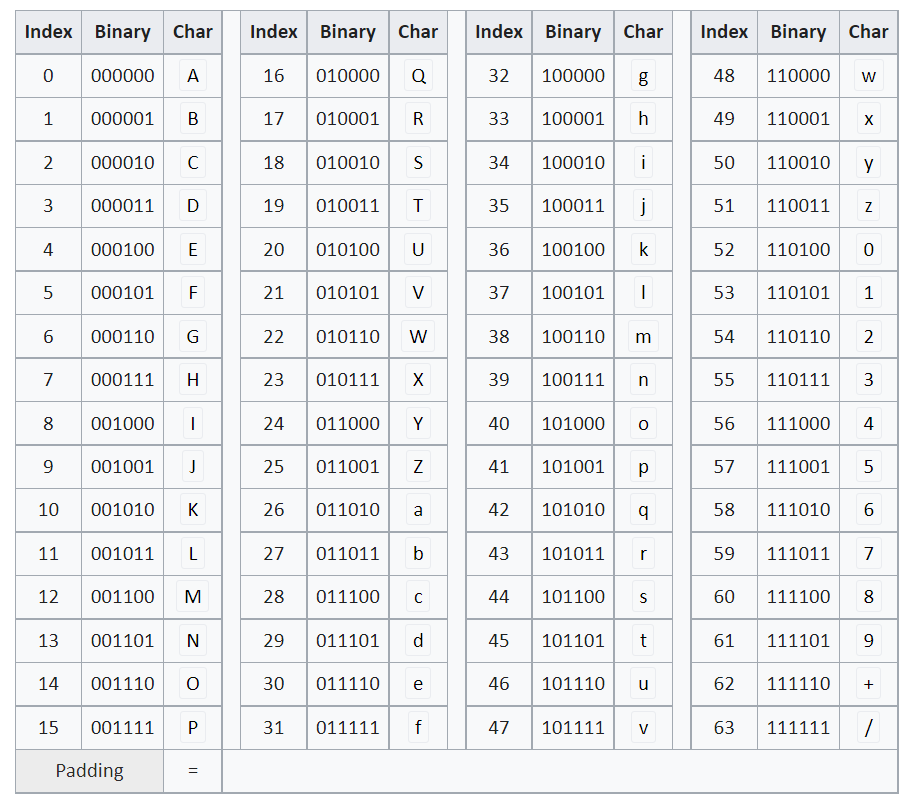 Index Binary Char Index Binary Char Index Binary Char Index Binary Char
0 000000 A 16 010000 Q 32 100000 g 48 110000 w
1 000001 B 17 010001 R 33 100001 h 49 110001 x
2 000010 C 18 010010 S 34 100010 i 50 110010 y
3 000011 D 19 010011 T 35 100011 j 51 110011 z
4 000100 E 20 010100 U 36 100100 k 52 110100 0
5 000101 F 21 010101 V 37 100101 l 53 110101 1
6 000110 G 22 010110 W 38 100110 m 54 110110 2
7 000111 H 23 010111 X 39 100111 n 55 110111 3
8 001000 I 24 011000 Y 40 101000 o 56 111000 4
9 001001 J 25 011001 Z 41 101001 p 57 111001 5
10 001010 K 26 011010 a 42 101010 q 58 111010 6
11 001011 L 27 011011 b 43 101011 r 59 111011 7
12 001100 M 28 011100 c 44 101100 s 60 111100 8
13 001101 N 29 011101 d 45 101101 t 61 111101 9
14 001110 O 30 011110 e 46 101110 u 62 111110 +
15 001111 P 31 011111 f 47 101111 v 63 111111 /
Padding =